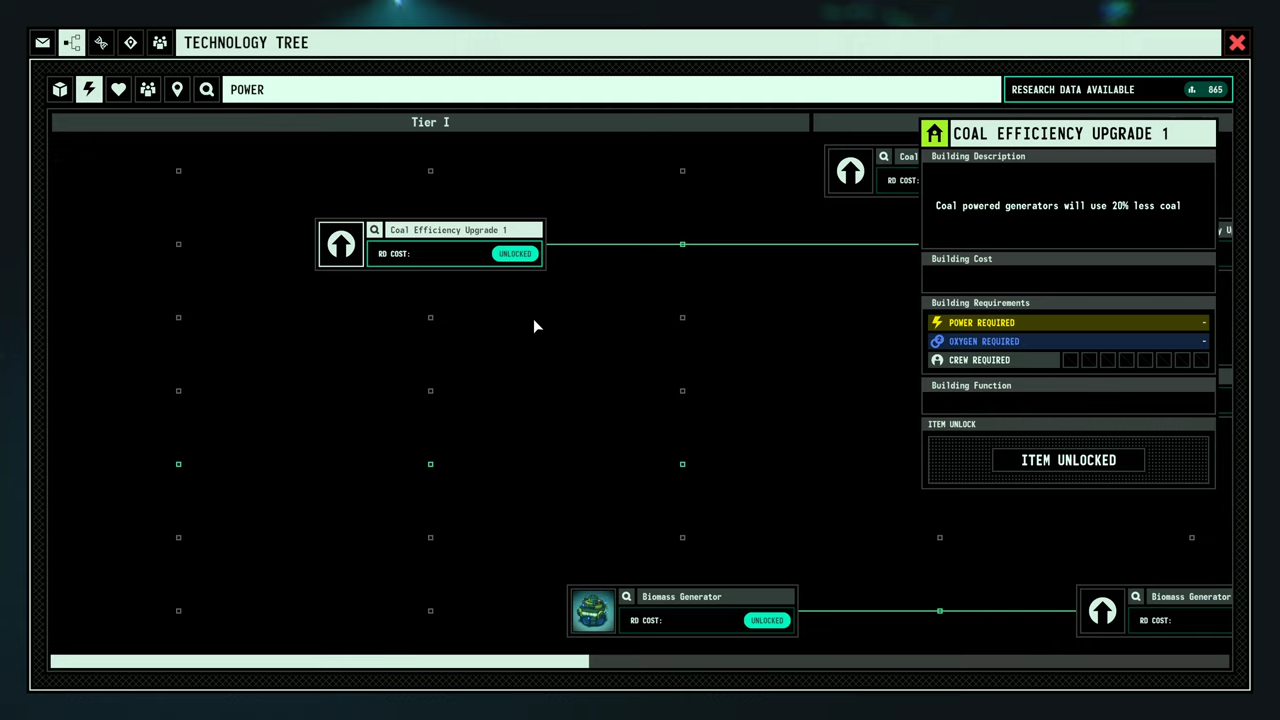 TECHNOLOGY TREE
POWER
RESEARCH DATA AVAILABLE 865
Tier I
COAL EFFICIENCY UPGRADE 1
Building Description
Coal powered generators will use 20% less coal
Building Cost
Building Requirements
POWER REQUIRED -
OXYGEN REQUIRED -
CREW REQUIRED
Building Function
ITEM UNLOCK
ITEM UNLOCKED
Coal
RD COST:
Coal Efficiency Upgrade 1
RD COST: UNLOCKED
y U
Biomass Generator
RD COST: UNLOCKED
Biomass Generator
RD COST: